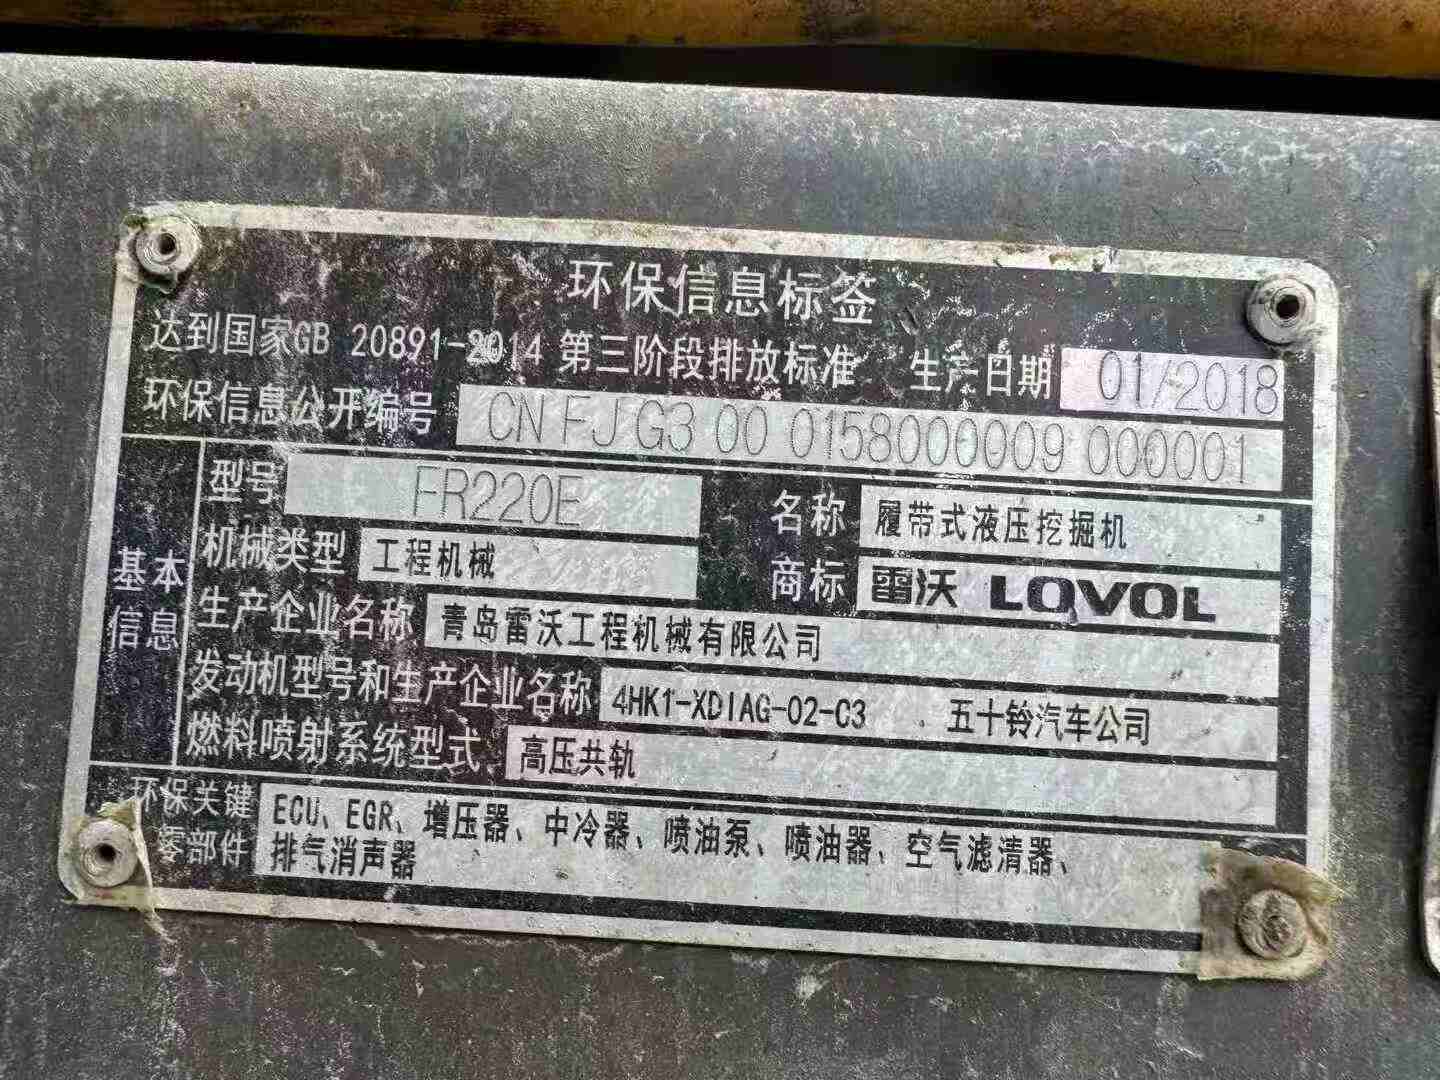 环保信息标签
达到国家GB 20891-2014 第三阶段排放标准 生产日期 01/2018
环保信息公开编号 CN FJ G3 00 0158000009 000001
基本信息
型号 FR220E 名称 履带式液压挖掘机
机械类型 工程机械 商标 雷沃 LOVOL
生产企业名称 青岛雷沃工程机械有限公司
发动机型号和生产企业名称 4HK1-XDIAG-02-C3 . 五十铃汽车公司
燃料喷射系统型式 高压共轨
环保关键零部件 ECU、EGR、增压器、中冷器、喷油泵、喷油器、空气滤清器、
排气消声器